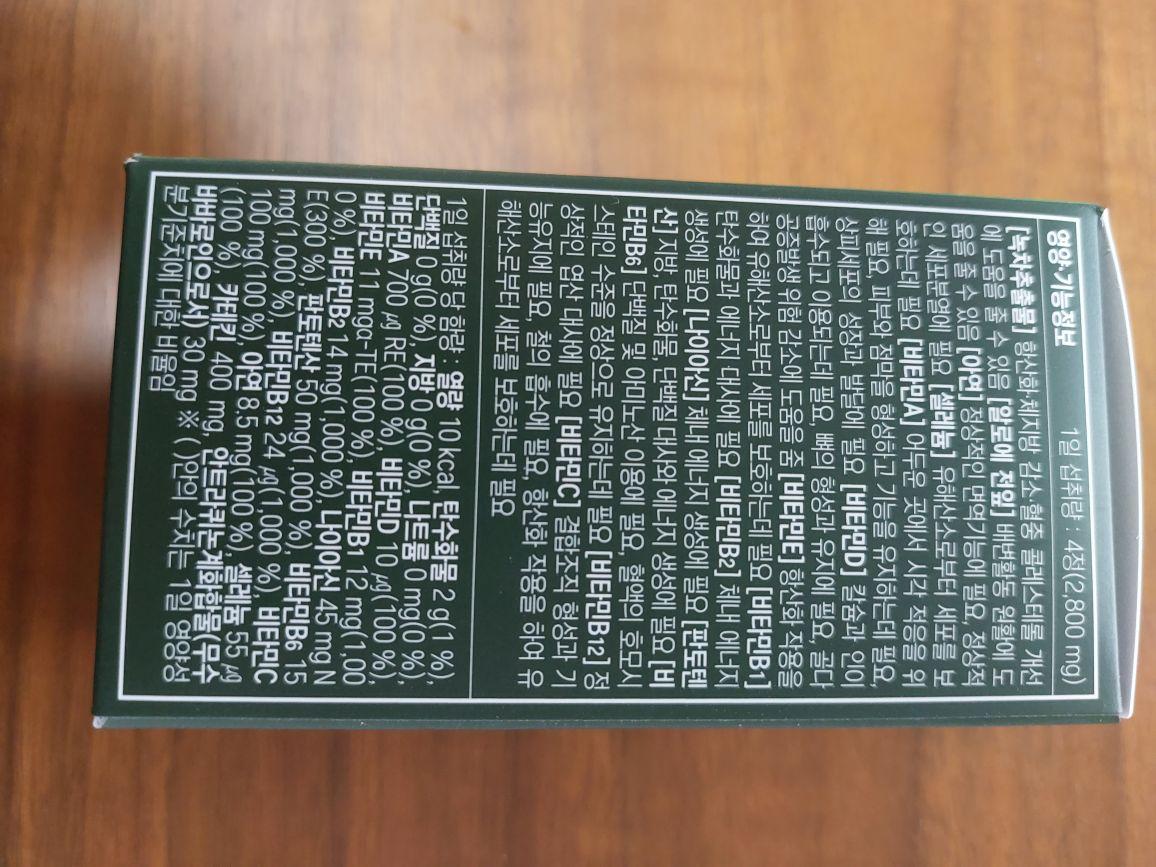 영양·기능정보 1일 섭취량 : 4정(2,800 mg)
[녹차추출물] 항산화·체지방 감소·혈중 콜레스테롤 개선
에 도움을 줄 수 있음 [알로에 전잎] 배변활동 원활에 도
움을 줄 수 있음 [아연] 정상적인 면역기능에 필요, 정상적
인 세포분열에 필요 [셀레늄] 유해산소로부터 세포를 보
호하는데 필요 [비타민A] 어두운 곳에서 시각 적응을 위
해 필요, 피부와 점막을 형성하고 기능을 유지하는데 필요,
상피세포의 성장과 발달에 필요 [비타민D] 칼슘과 인이
흡수되고 이용되는데 필요, 뼈의 형성과 유지에 필요, 골다
공증발생 위험 감소에 도움을 줌 [비타민E] 항산화 작용을
하여 유해산소로부터 세포를 보호하는데 필요 [비타민B1]
탄수화물과 에너지 대사에 필요 [비타민B2] 체내 에너지
생성에 필요 [나이아신] 체내 에너지 생성에 필요 [판토텐
산] 지방, 탄수화물, 단백질 대사와 에너지 생성에 필요 [비
타민B6] 단백질 및 아미노산 이용에 필요, 혈액의 호모시
스테인 수준을 정상으로 유지하는데 필요 [비타민B12] 정
상적인 엽산 대사에 필요 [비타민C] 결합조직 형성과 기
능유지에 필요, 철의 흡수에 필요, 항산화 작용을 하여 유
해산소로부터 세포를 보호하는데 필요
1일 섭취량 당 함량 : 열량 10 kcal, 탄수화물 2 g(1 %),
단백질 0 g(0 %), 지방 0 g(0 %), 나트륨 0 mg(0 %),
비타민A 700 ㎍ RE(100 %), 비타민D 10 ㎍(100 %),
비타민E 11 mgα-TE(100 %), 비타민B1 12 mg(1,00
0 %), 비타민B2 14 mg(1,000 %), 나이아신 45 mg N
E(300 %), 판토텐산 50 mg(1,000 %), 비타민B6 15
mg(1,000 %), 비타민B12 24 ㎍(1,000 %), 비타민C
100 mg(100 %), 아연 8.5 mg(100 %), 셀레늄 55 ㎍
(100 %), 카테킨 400 mg, 안트라퀴논계화합물(무수
바바로인으로서) 30 mg ※ ( )안의 수치는 1일 영양성
분기준치에 대한 비율임